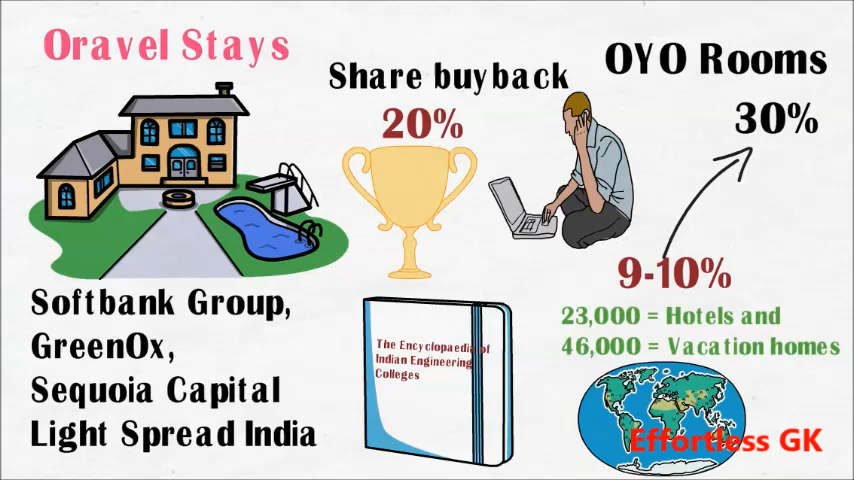 Oravel Stays
Share buyback
20%
OYO Rooms
30%
9-10%
23,000 = Hotels and
46,000 = Vacation homes
Softbank Group,
GreenOx,
Sequoia Capital
Light Spread India
The Encyclopaedia of
Indian Engineering
Colleges
Effortless GK